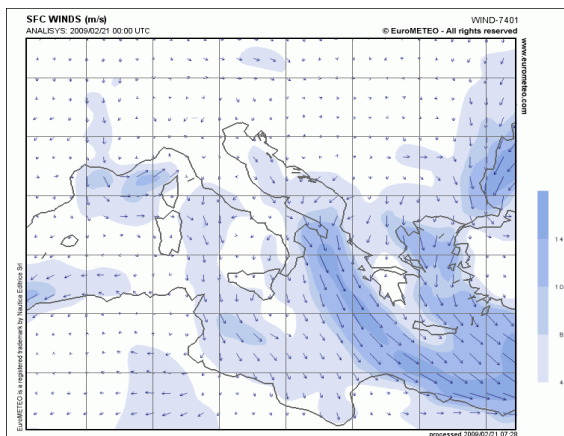 SFC WINDS (m/s)
WIND-7401
ANALISYS: 2009/02/21 00:00 UTC
© EuroMETEO - All rights reserved
www.eurometeo.com
EuroMETEO is a registered trademark by Nautica Editrice Srl
14
10
4
processed 2009/02/21 07:28